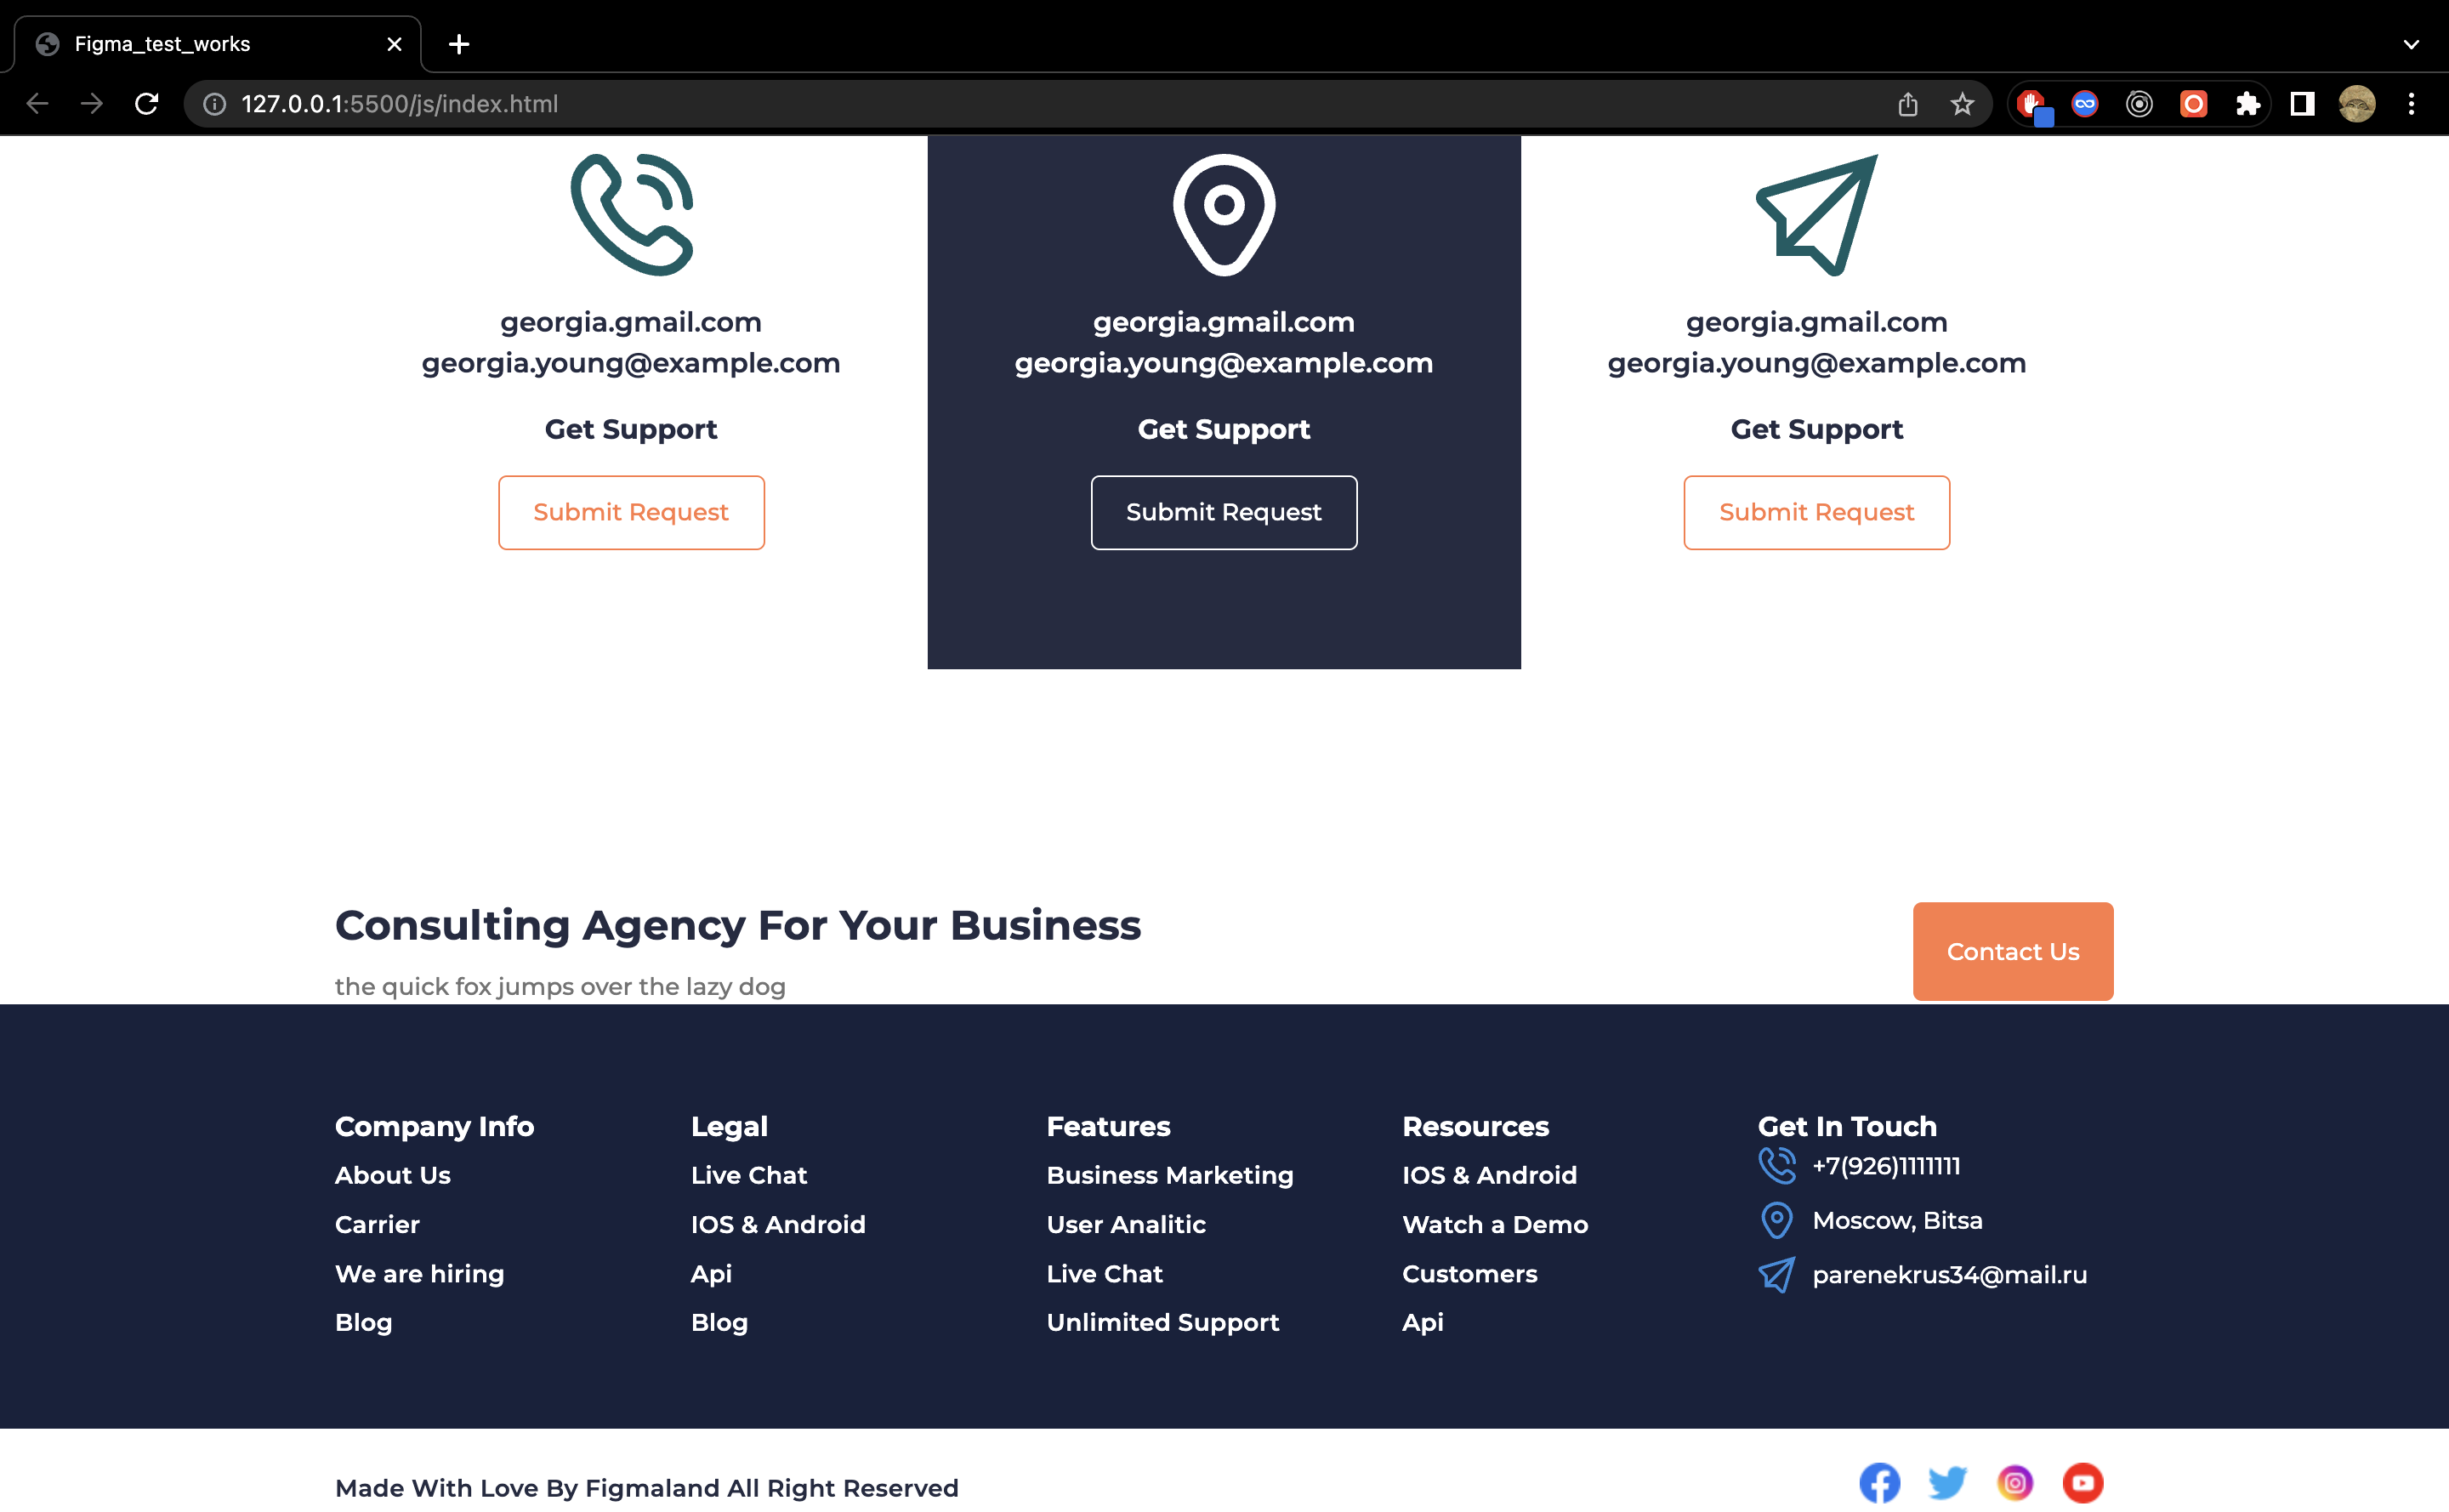 Figma_test_works
127.0.0.1:5500/js/index.html
georgia.gmail.com
georgia.young@example.com
Get Support
Submit Request
georgia.gmail.com
georgia.young@example.com
Get Support
Submit Request
georgia.gmail.com
georgia.young@example.com
Get Support
Submit Request
Consulting Agency For Your Business
the quick fox jumps over the lazy dog
Contact Us
Company Info
About Us
Carrier
We are hiring
Blog
Legal
Live Chat
IOS & Android
Api
Blog
Features
Business Marketing
User Analitic
Live Chat
Unlimited Support
Resources
IOS & Android
Watch a Demo
Customers
Api
Get In Touch
+7(926)1111111
Moscow, Bitsa
parenekrus34@mail.ru
Made With Love By Figmaland All Right Reserved